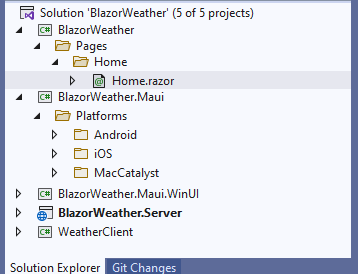 Solution 'BlazorWeather' (5 of 5 projects)
C# BlazorWeather
Pages
Home
@ Home.razor
C# BlazorWeather.Maui
Platforms
Android
iOS
MacCatalyst
C# BlazorWeather.Maui.WinUI
BlazorWeather.Server
C# WeatherClient
Solution Explorer Git Changes